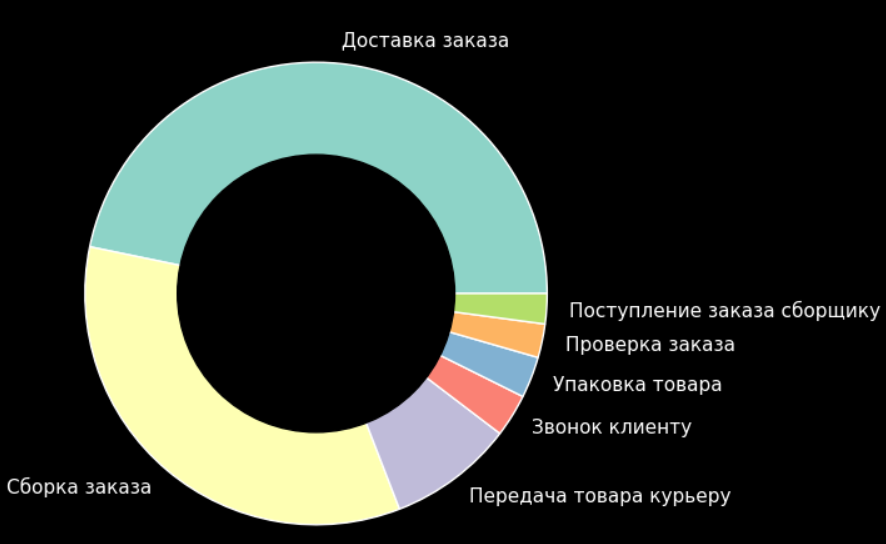 Доставка заказа
Поступление заказа сборщику
Проверка заказа
Упаковка товара
Звонок клиенту
Сборка заказа
Передача товара курьеру